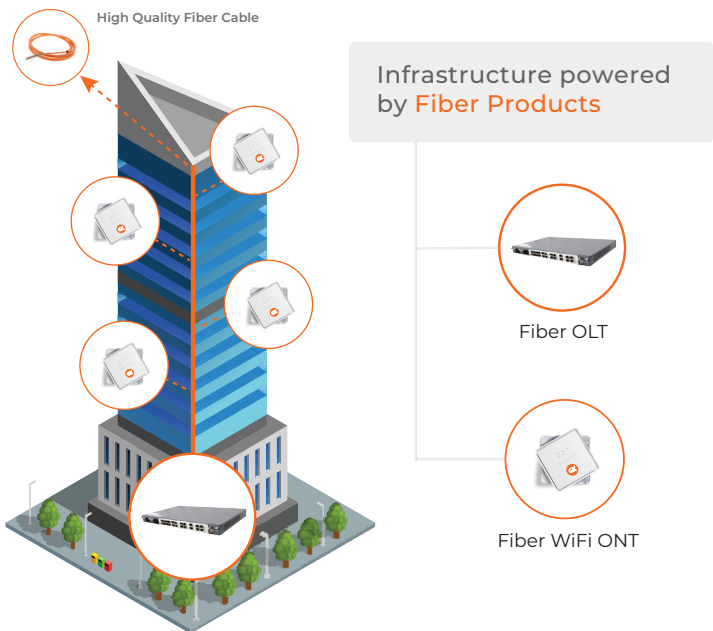 High Quality Fiber Cable
Infrastructure powered
by Fiber Products
Fiber OLT
Fiber WiFi ONT